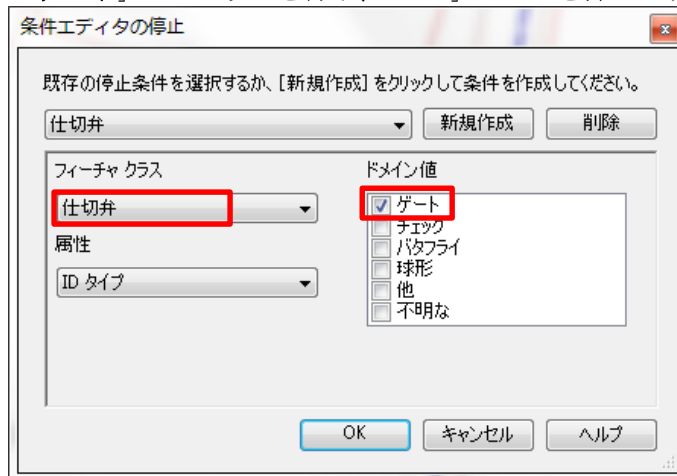 条件エディタの停止
既存の停止条件を選択するか、[新規作成] をクリックして条件を作成してください。
仕切弁 新規作成 削除
フィーチャ クラス ドメイン値
仕切弁 ゲート
チェック
属性 バタフライ
球形
ID タイプ 他
不明な
OK キャンセル ヘルプ